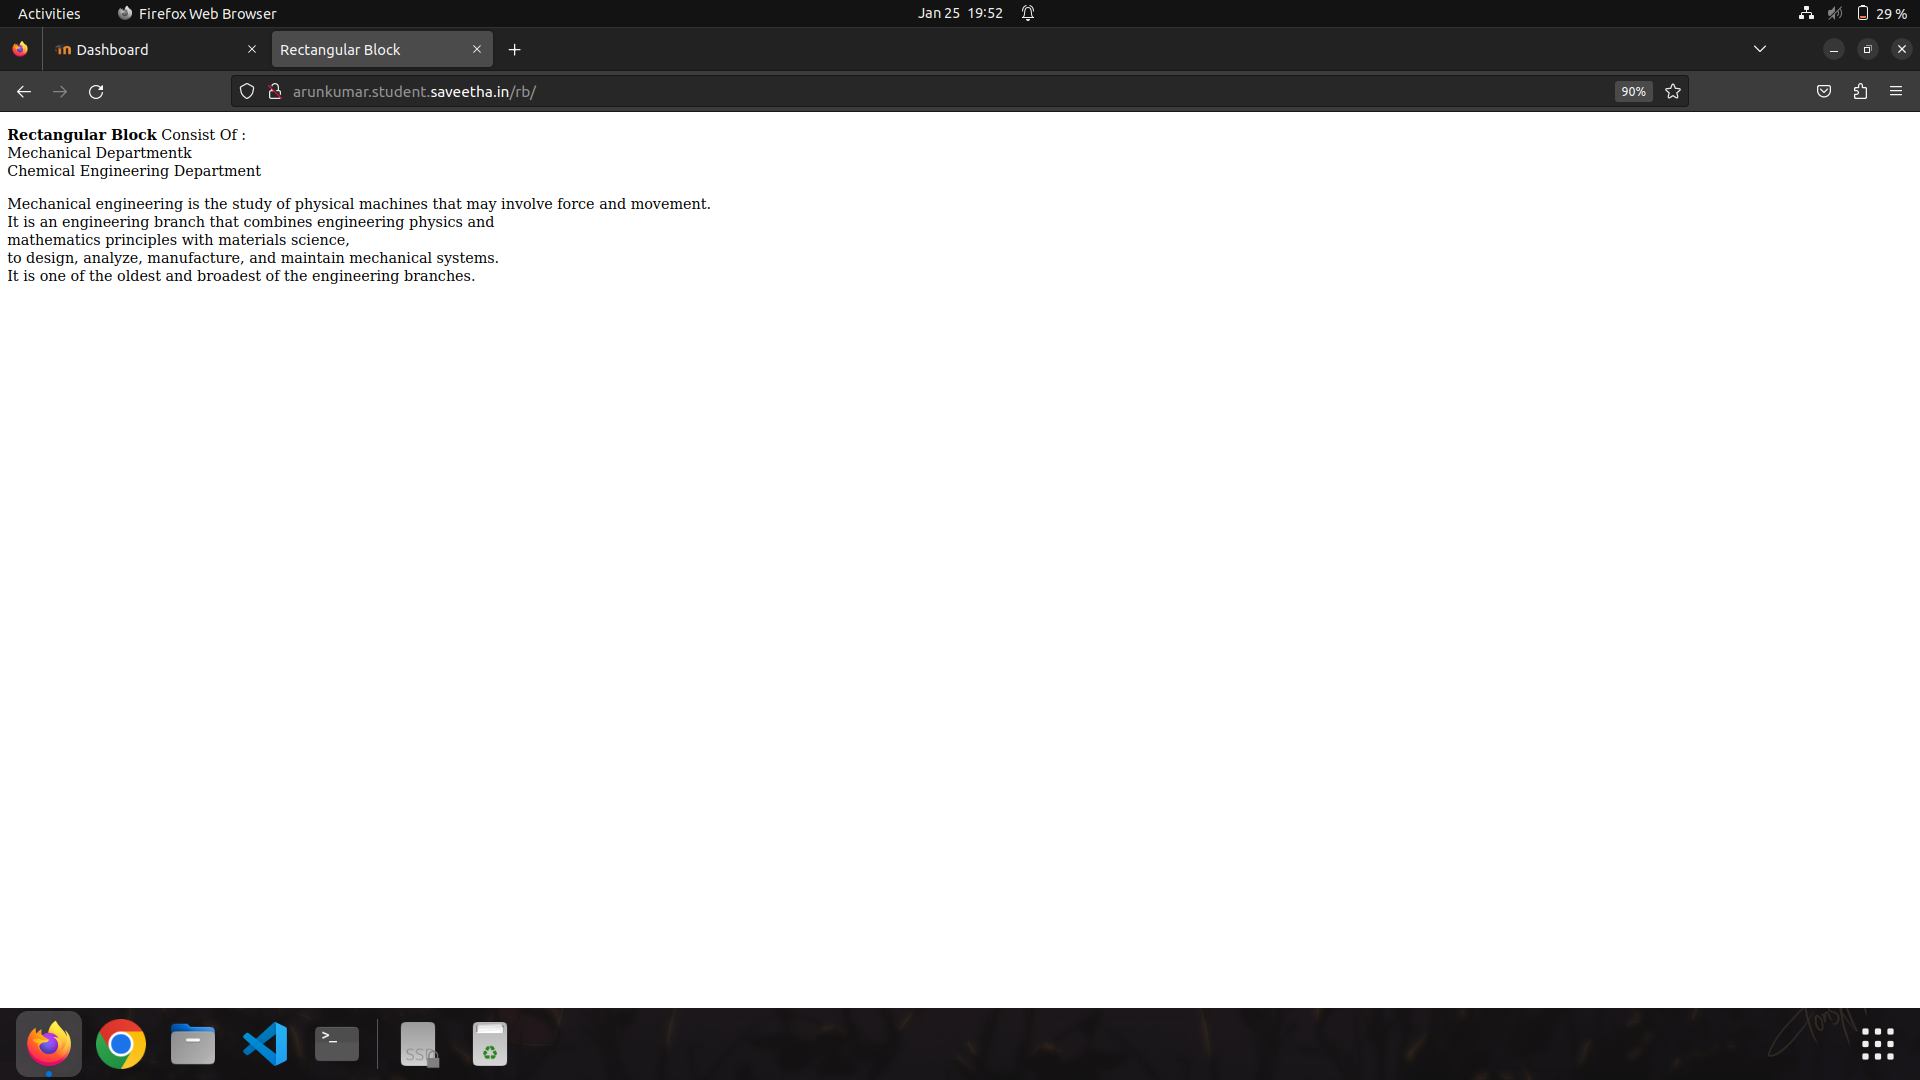 Activities Firefox Web Browser Jan 25 19:52 29 %
Dashboard Rectangular Block
arunkumar.student.saveetha.in/rb/ 90%
Rectangular Block Consist Of :
Mechanical Departmentk
Chemical Engineering Department
Mechanical engineering is the study of physical machines that may involve force and movement.
It is an engineering branch that combines engineering physics and
mathematics principles with materials science,
to design, analyze, manufacture, and maintain mechanical systems.
It is one of the oldest and broadest of the engineering branches.
>_ SSD